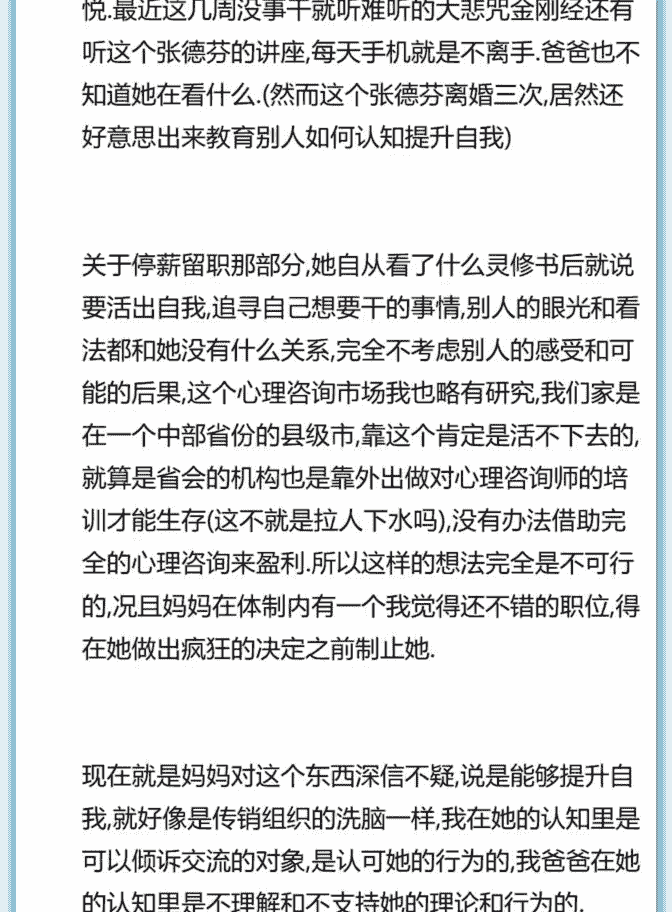 悦.最近这几周没事干就听难听的大悲咒金刚经还有
听这个张德芬的讲座,每天手机就是不离手.爸爸也不
知道她在看什么.(然而这个张德芬离婚三次,居然还
好意思出来教育别人如何认知提升自我)
关于停薪留职那部分,她自从看了什么灵修书后就说
要活出自我,追寻自己想要干的事情,别人的眼光和看
法都和她没有什么关系,完全不考虑别人的感受和可
能的后果,这个心理咨询市场我也略有研究,我们家是
在一个中部省份的县级市,靠这个肯定是活不下去的,
就算是省会的机构也是靠外出做对心理咨询师的培
训才能生存(这不就是拉人下水吗),没有办法借助完
全的心理咨询来盈利.所以这样的想法完全是不可行
的,况且妈妈在体制内有一个我觉得还不错的职位,得
在她做出疯狂的决定之前制止她.
现在就是妈妈对这个东西深信不疑,说是能够提升自
我,就好像是传销组织的洗脑一样,我在她的认知里是
可以倾诉交流的对象,是认可她的行为的,我爸爸在她
的认知里是不理解和不支持她的理论和行为的.